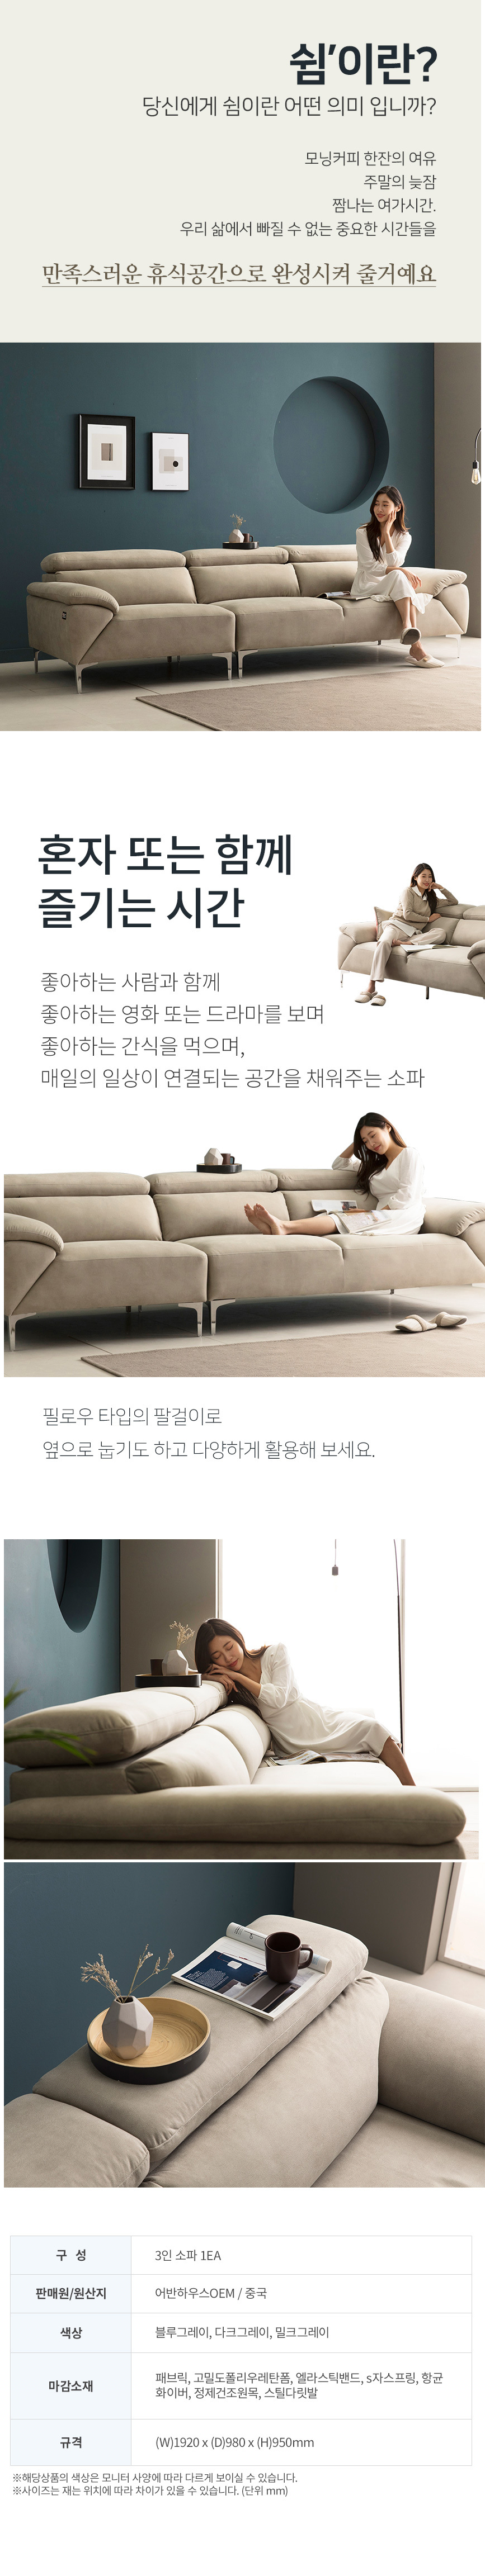 쉼’이란?
당신에게 쉼이란 어떤 의미 입니까?
모닝커피 한잔의 여유
주말의 늦잠
짬나는 여가시간.
우리 삶에서 빠질 수 없는 중요한 시간들을
만족스러운 휴식공간으로 완성시켜 줄거예요
혼자 또는 함께
즐기는 시간
좋아하는 사람과 함께
좋아하는 영화 또는 드라마를 보며
좋아하는 간식을 먹으며,
매일의 일상이 연결되는 공간을 채워주는 소파
필로우 타입의 팔걸이로
옆으로 눕기도 하고 다양하게 활용해 보세요.
구 성 3인 소파 1EA
판매원/원산지 어반하우스OEM / 중국
색상 블루그레이, 다크그레이, 밀크그레이
마감소재 패브릭, 고밀도폴리우레탄폼, 엘라스틱밴드, s자스프링, 항균
화이버, 정제건조원목, 스틸다릿발
규격 (W)1920 x (D)980 x (H)950mm
※해당상품의 색상은 모니터 사양에 따라 다르게 보이실 수 있습니다.
※사이즈는 재는 위치에 따라 차이가 있을 수 있습니다. (단위 mm)